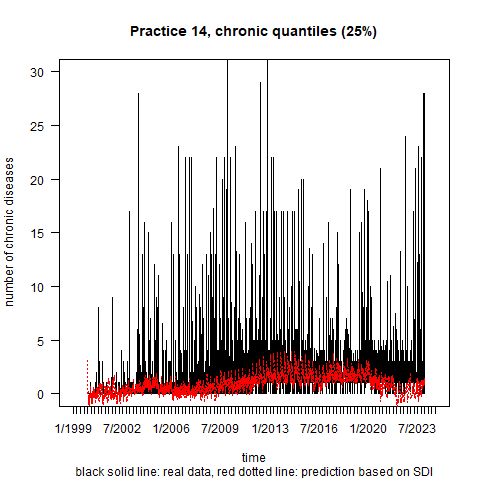 Practice 14, chronic quantiles (25%)
number of chronic diseases
30
25
20
15
10
5
0
1/1999 7/2002 1/2006 7/2009 1/2013 7/2016 1/2020 7/2023
time
black solid line: real data, red dotted line: prediction based on SDI